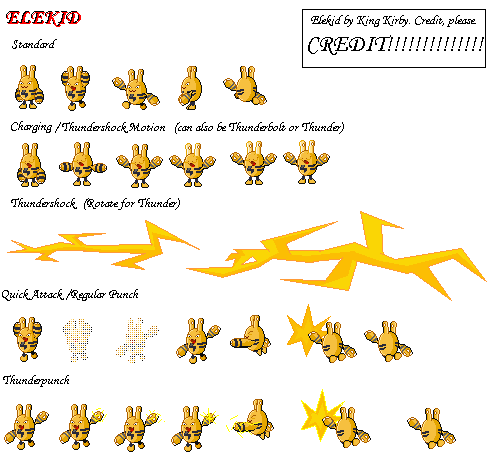 ELEKID
Elekid by King Kirby. Credit, please.
CREDIT!!!!!!!!!!!!!!
Standard
Charging /Thundershock Motion (can also be Thunderbolt or Thunder)
Thundershock (Rotate for Thunder)
Quick Attack /Regular Punch
Thunderpunch